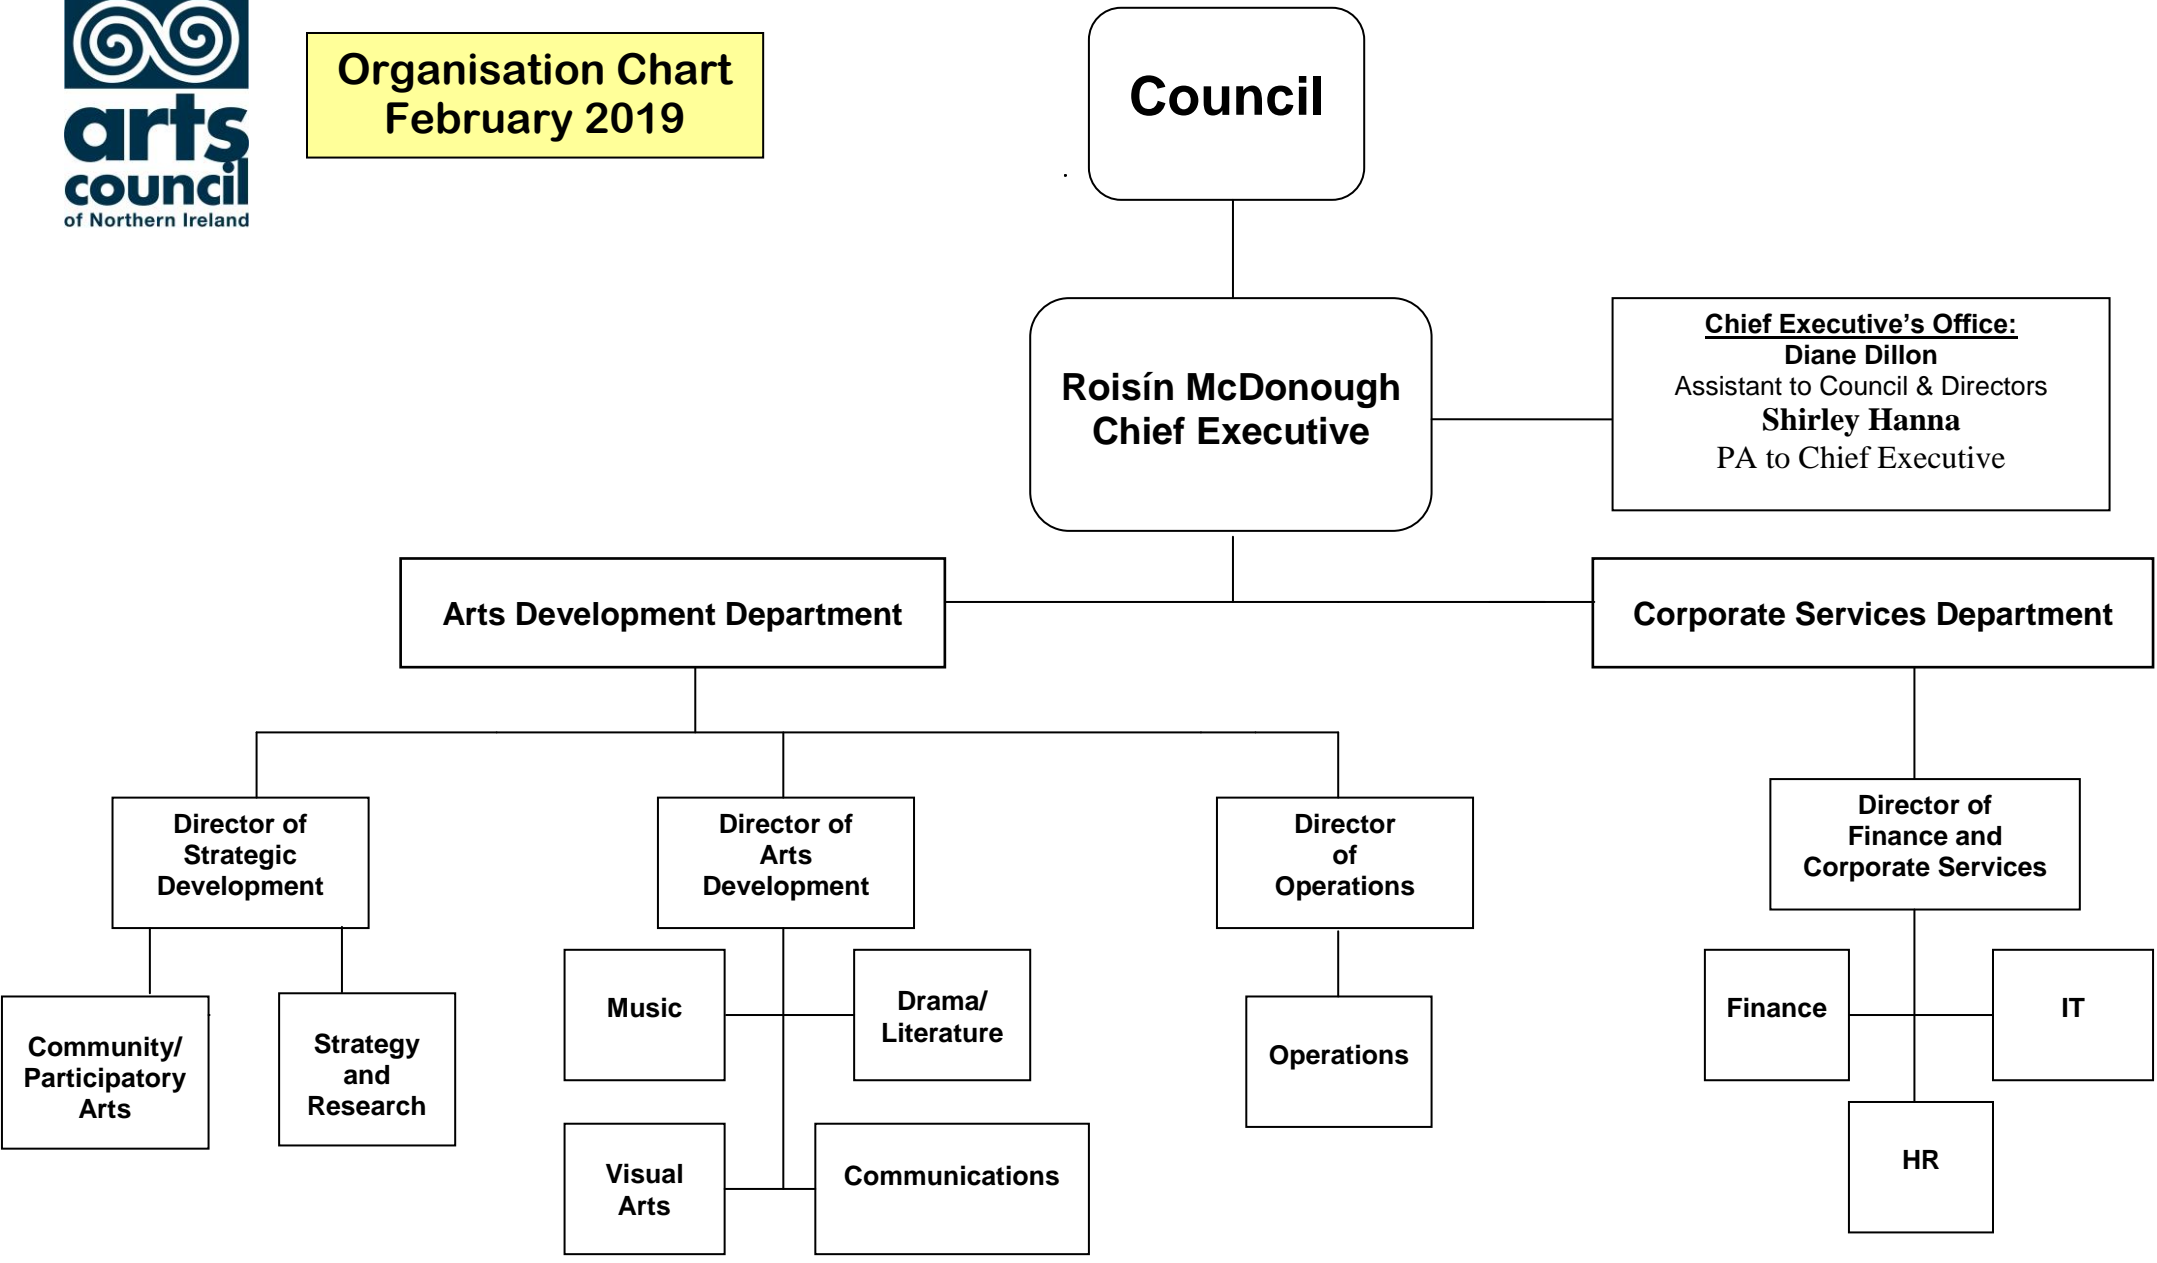 arts
council
of Northern Ireland
Organisation Chart
February 2019
Council
Roisín McDonough
Chief Executive
Chief Executive's Office:
Diane Dillon
Assistant to Council & Directors
Shirley Hanna
PA to Chief Executive
Arts Development Department
Corporate Services Department
Director of
Strategic
Development
Director of
Arts
Development
Director
of
Operations
Director of
Finance and
Corporate Services
Community/
Participatory
Arts
Strategy
and
Research
Music
Drama/
Literature
Visual
Arts
Communications
Operations
Finance
IT
HR